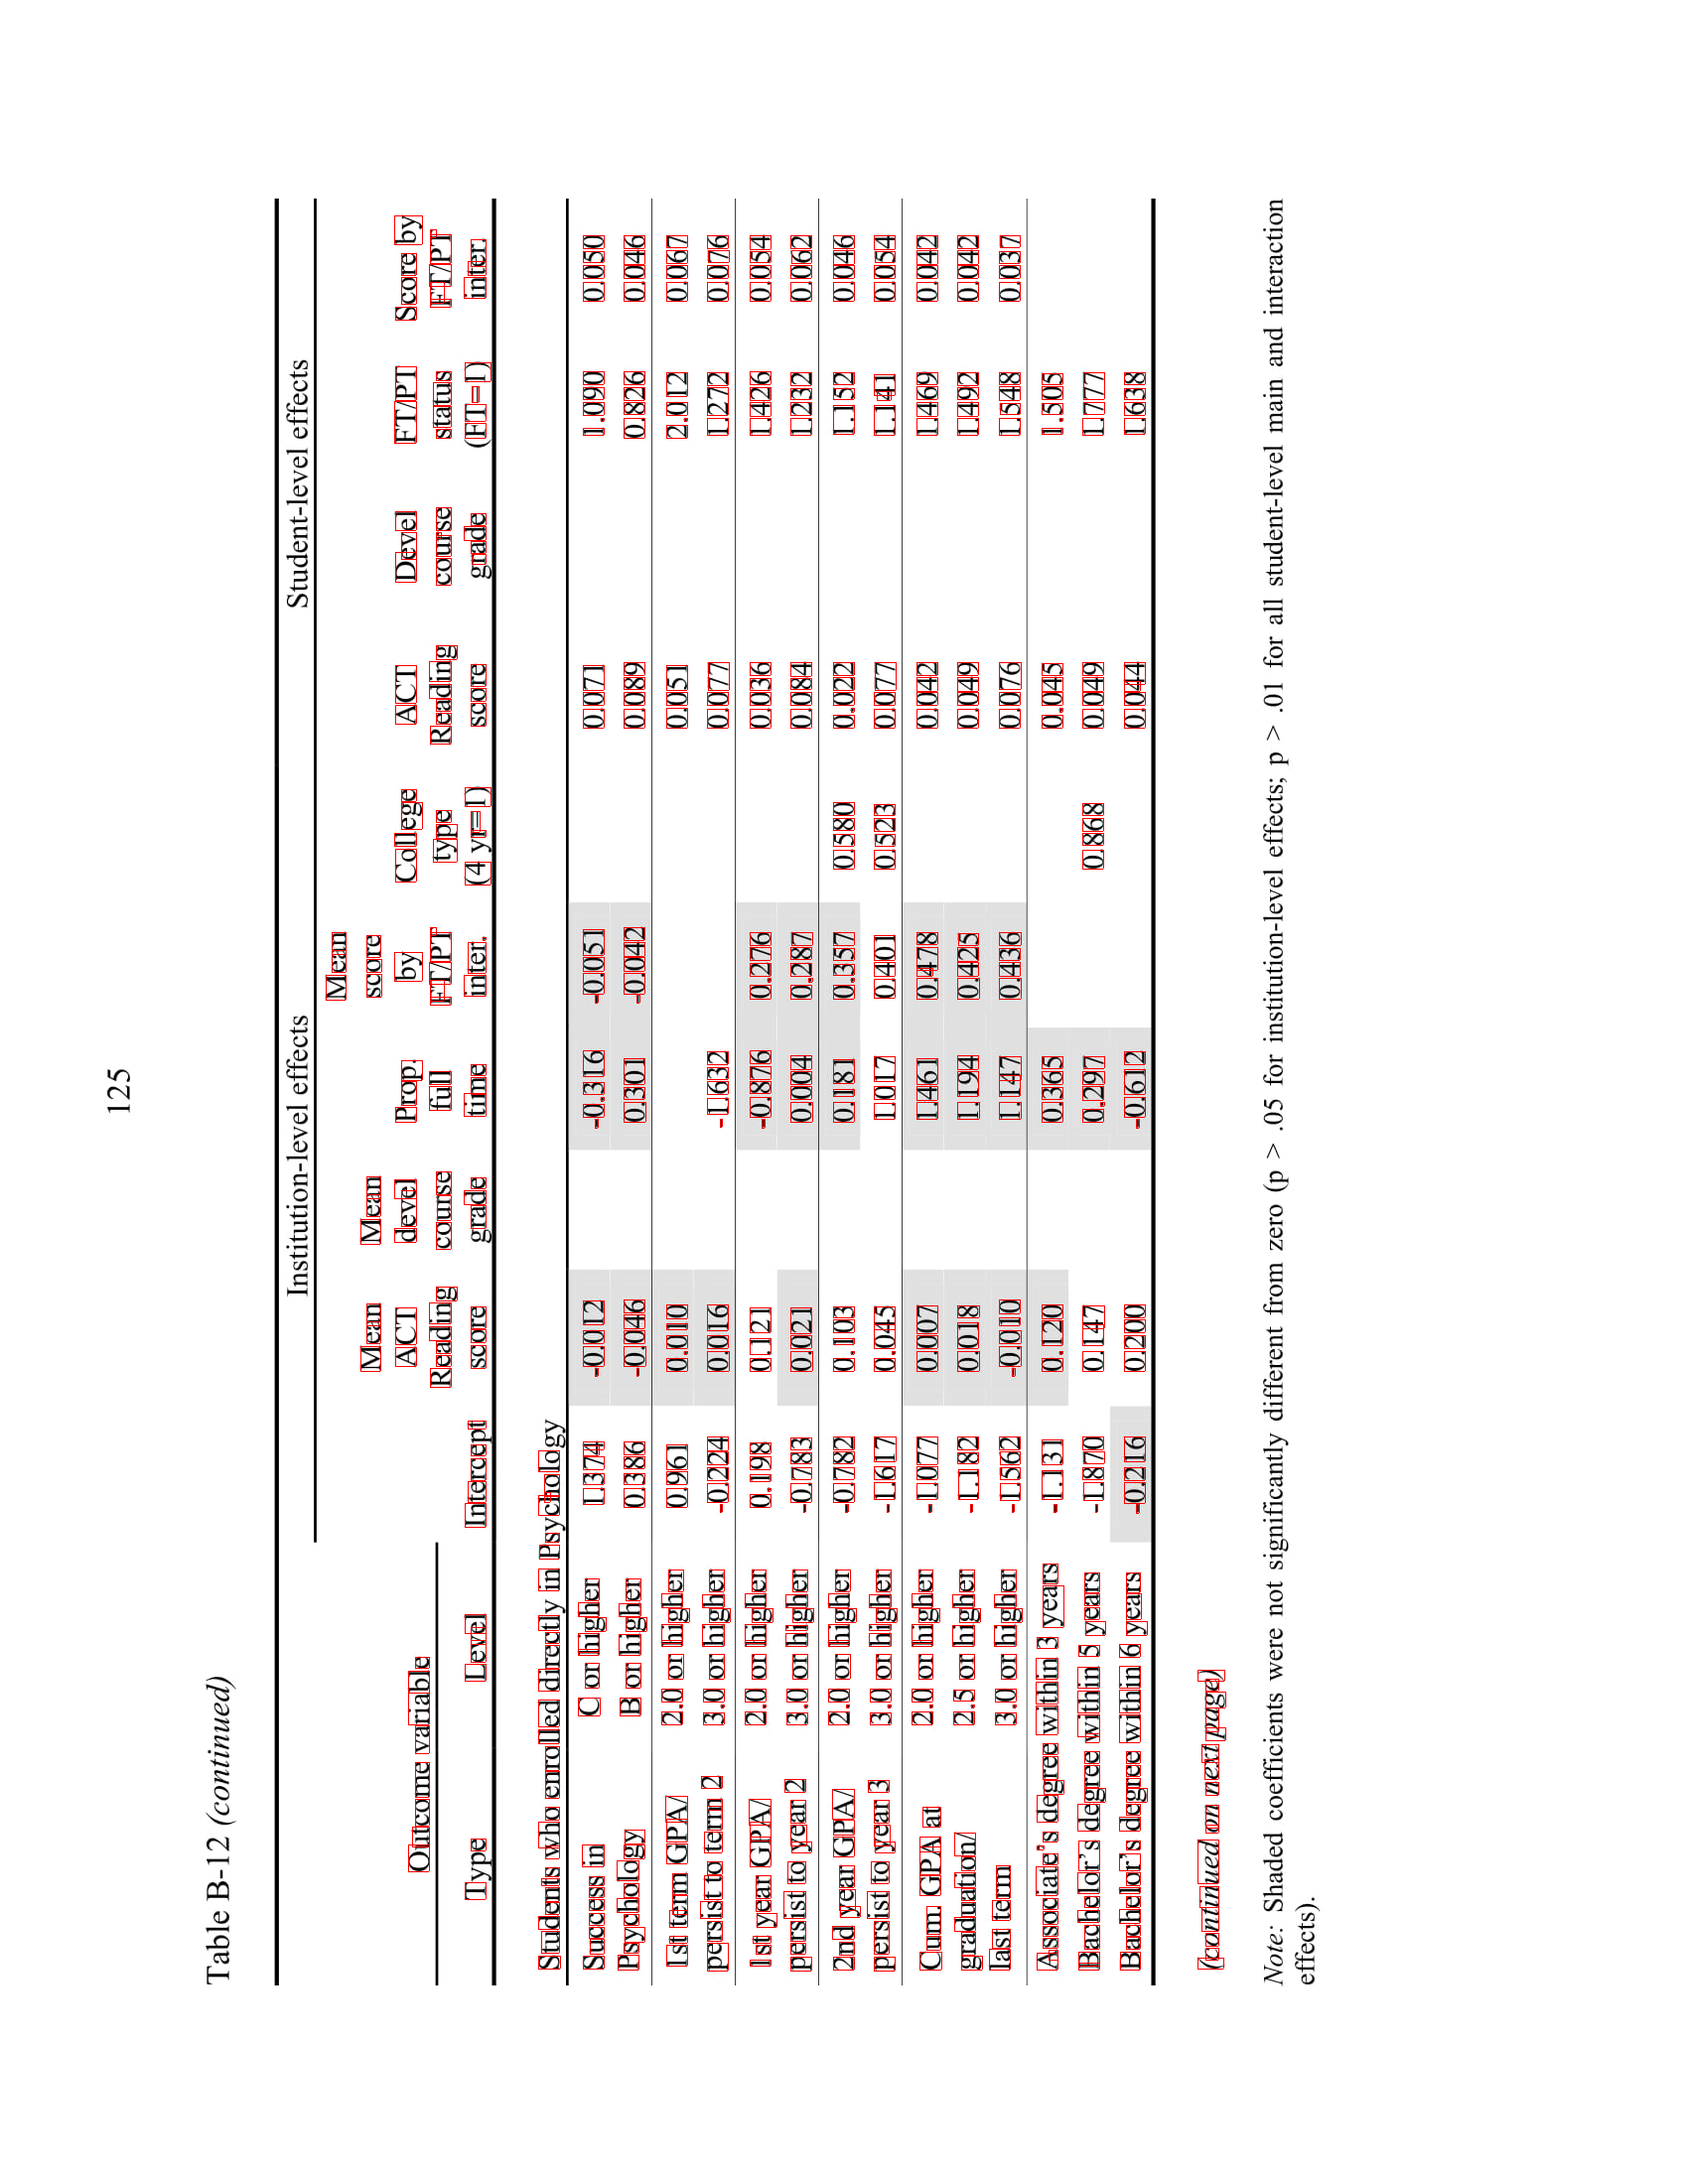 125
Table B-12 (continued)
Institution-level effects Student-level effects
Outcome variable
Type Level Intercept Mean ACT Reading score Mean devel course grade Prop. full time Mean score by FT/PT inter. College type (4 yr=1) ACT Reading score Devel course grade FT/PT status (FT=1) Score by FT/PT inter.
Students who enrolled directly in Psychology
Success in C or higher 1.374 -0.012 -0.316 -0.051 0.071 1.090 0.050
Psychology B or higher 0.386 -0.046 0.301 -0.042 0.089 0.826 0.046
1st term GPA/ 2.0 or higher 0.961 0.010 0.051 2.012 0.067
persist to term 2 3.0 or higher -0.224 0.016 -1.632 0.077 1.272 0.076
1st year GPA/ 2.0 or higher 0.198 0.121 -0.876 0.276 0.036 1.426 0.054
persist to year 2 3.0 or higher -0.783 0.021 0.004 0.287 0.084 1.232 0.062
2nd year GPA/ 2.0 or higher -0.782 0.103 0.181 0.357 0.580 0.022 1.152 0.046
persist to year 3 3.0 or higher -1.617 0.045 1.017 0.401 0.523 0.077 1.141 0.054
Cum. GPA at 2.0 or higher -1.077 0.007 1.461 0.478 0.042 1.469 0.042
graduation/ 2.5 or higher -1.182 0.018 1.194 0.425 0.049 1.492 0.042
last term 3.0 or higher -1.562 -0.010 1.147 0.436 0.076 1.548 0.037
Associate's degree within 3 years -1.131 0.120 0.365 0.045 1.505
Bachelor's degree within 5 years -1.870 0.147 0.297 0.868 0.049 1.777
Bachelor's degree within 6 years -0.216 0.200 -0.612 0.044 1.638
(continued on next page)
Note: Shaded coefficients were not significantly different from zero (p > .05 for institution-level effects; p > .01 for all student-level main and interaction
effects).